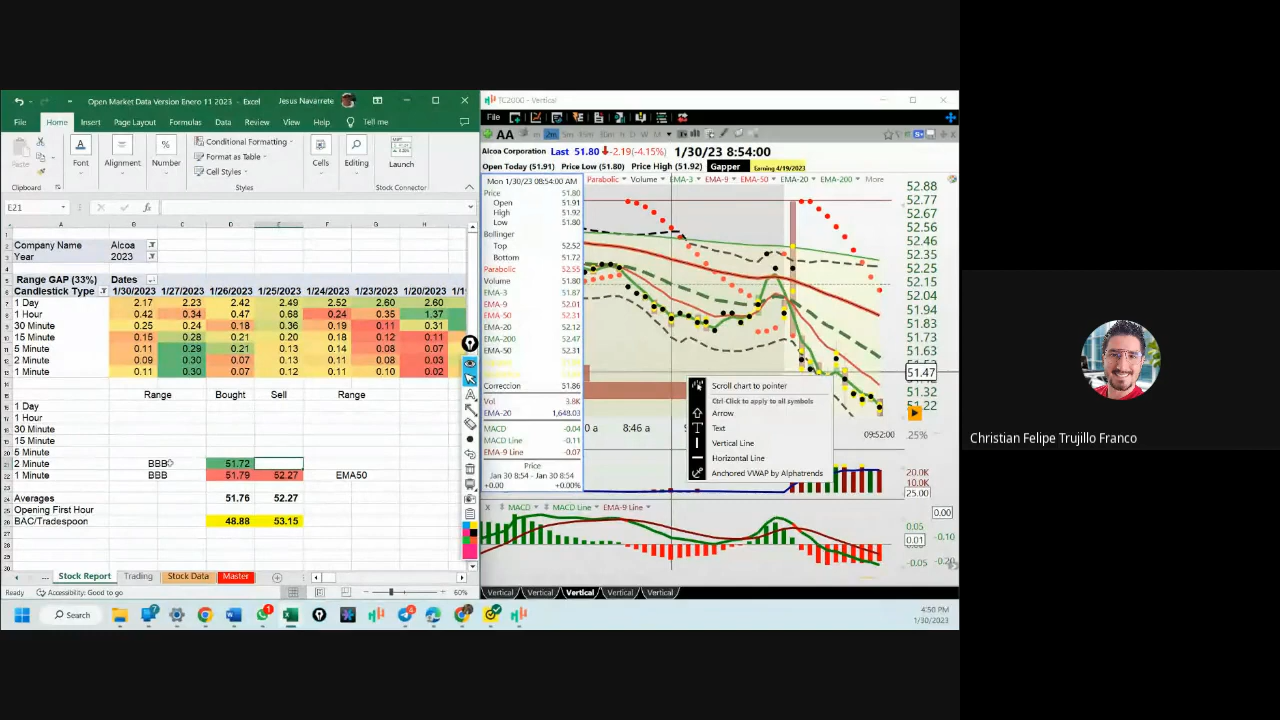 Open Market Data Version Enero 11 2023 - Excel
Jesus Navarrete
File Home Insert Page Layout Formulas Data Review View Help Tell me
Paste
Font
Alignment
Number
Conditional Formatting
Format as Table
Cell Styles
Cells
Editing
Launch
Clipboard
Styles
Stock Connector
E21
Company Name Alcoa
Year 2023
Range GAP (33%) Dates
Candlestick Type 1/30/2023 1/27/2023 1/26/2023 1/25/2023 1/24/2023 1/23/2023 1/20/2023
1 Day 2.17 2.23 2.42 2.49 2.52 2.60 2.60
1 Hour 0.42 0.34 0.47 0.68 0.24 0.35 1.37
30 Minute 0.25 0.24 0.18 0.36 0.19 0.11 0.31
15 Minute 0.11 0.28 0.21 0.20 0.18 0.12 0.11
5 Minute 0.11 0.29 0.21 0.13 0.14 0.08 0.07
2 Minute 0.09 0.30 0.07 0.12 0.11 0.08 0.03
1 Minute 0.11 0.30 0.07 0.12 0.11 0.06 0.02
Range Bought Sell Range
1 Day
1 Hour
30 Minute
15 Minute
5 Minute
2 Minute BBB 51.72
1 Minute BBB 51.79 52.27 EMA50
Averages 51.76 52.27
Opening First Hour
BAC/Tradespoon 48.88 53.15
Stock Report Trading Stock Data Master
Ready Accessibility: Good to go 60%
TC2000 - Vertical
File
AA
Alcoa Corporation Last 51.80 -2.19(-4.15%) 1/30/23 8:54:00
Open Today (51.91) Price Low (51.80) Price High (51.92) Gapper Earning 4/19/2023
Parabolic Volume EMA-3 EMA-9 EMA-50 EMA-20 EMA-200 More
Mon 1/30/23 08:54:00 AM
Price 51.80
Open 51.91
High 51.92
Low 51.80
Bollinger
Top 52.52
Bottom 51.72
Parabolic 52.55
Volume 51.80
EMA-3 51.87
EMA-9 52.01
EMA-50 52.31
EMA-20 52.12
EMA-200 52.47
EMA-50 52.31
Correccion 51.86
Vol 3.8K
EMA-20 1,648.03
MACD -0.04
MACD Line -0.11
EMA-9 Line -0.07
Price
Jan 30 8:54 - Jan 30 8:54
+0.00 +0.00%
52.88
52.77
52.67
52.56
52.46
52.35
52.25
52.15
52.04
51.94
51.83
51.73
51.63
51.47
51.32
51.22
25%
8:46 a
09:52:00
Scroll chart to pointer
Ctrl-Click to apply to all symbols
Arrow
Text
Vertical Line
Horizontal Line
Anchored VWAP by Alphatrends
20.0K
10.0K
25.00
MACD MACD Line EMA-9 Line
0.00
0.05
0.01
-0.05
-0.10
Vertical Vertical Vertical Vertical Vertical
Search
4:50 PM
1/30/2023
Christian Felipe Trujillo Franco